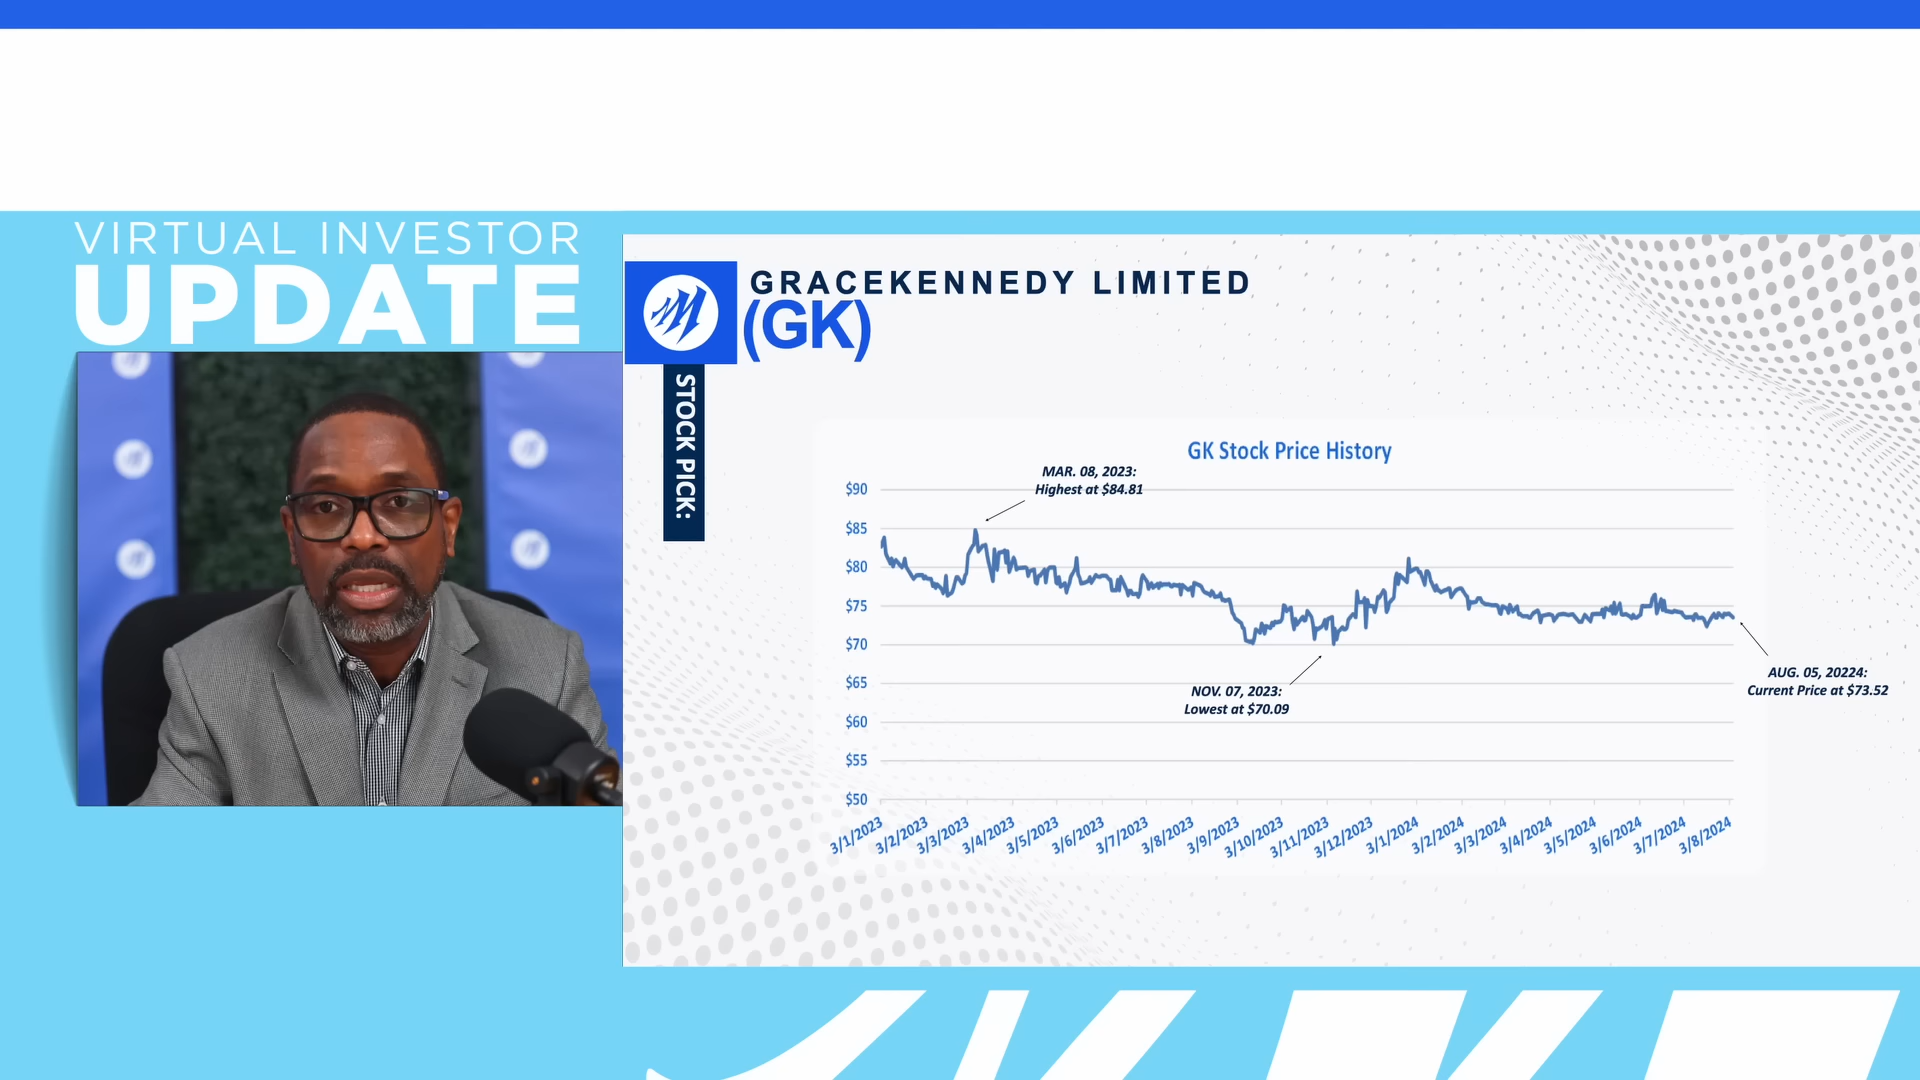 VIRTUAL INVESTOR
UPDATE
GRACEKENNEDY LIMITED
(GK)
STOCK PICK:
GK Stock Price History
MAR. 08, 2023:
Highest at $84.81
$90
$85
$80
$75
$70
$65
$60
$55
$50
NOV. 07, 2023:
Lowest at $70.09
AUG. 05, 20224:
Current Price at $73.52
3/1/2023
3/2/2023
3/3/2023
3/4/2023
3/5/2023
3/6/2023
3/7/2023
3/8/2023
3/9/2023
3/10/2023
3/11/2023
3/12/2023
3/1/2024
3/2/2024
3/3/2024
3/4/2024
3/5/2024
3/6/2024
3/7/2024
3/8/2024